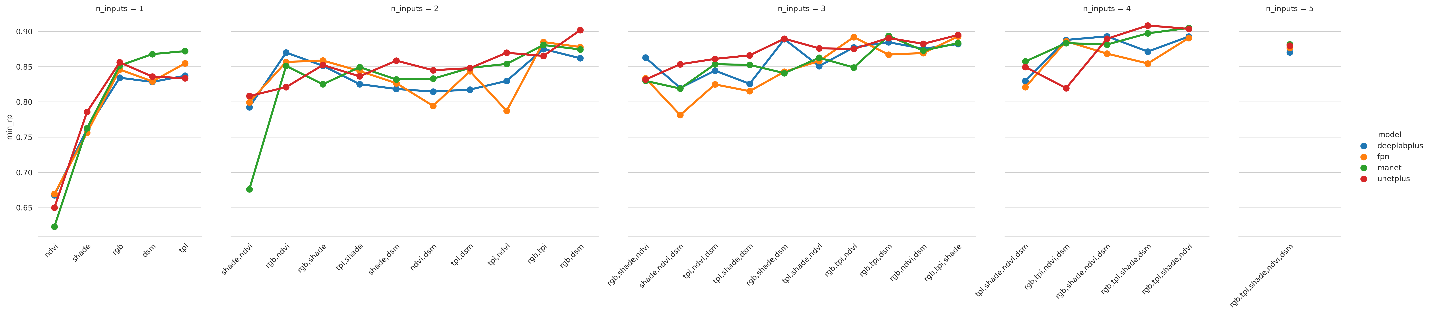 n_inputs = 1
n_inputs = 2
n_inputs = 3
n_inputs = 4
n_inputs = 5
0.90
0.85
0.80
0.75
0.70
0.65
ndvi
shade
rgb
dsm
tpi
shade,ndvi
rgb,ndvi
rgb,shade
tpi,shade
shade,dsm
ndvi,dsm
tpi,dsm
tpi,ndvi
rgb,tpi
rgb,dsm
rgb,shade,ndvi
shade,ndvi,dsm
tpi,ndvi,dsm
tpi,shade,dsm
rgb,shade,dsm
tpi,shade,ndvi
rgb,tpi,ndvi
rgb,tpi,dsm
rgb,ndvi,dsm
rgb,tpi,shade
tpi,shade,ndvi,dsm
rgb,tpi,ndvi,dsm
rgb,shade,ndvi,dsm
rgb,tpi,shade,dsm
rgb,tpi,shade,ndvi
rgb,tpi,shade,ndvi,dsm
model
deeplabplus
fpn
manet
unetplus